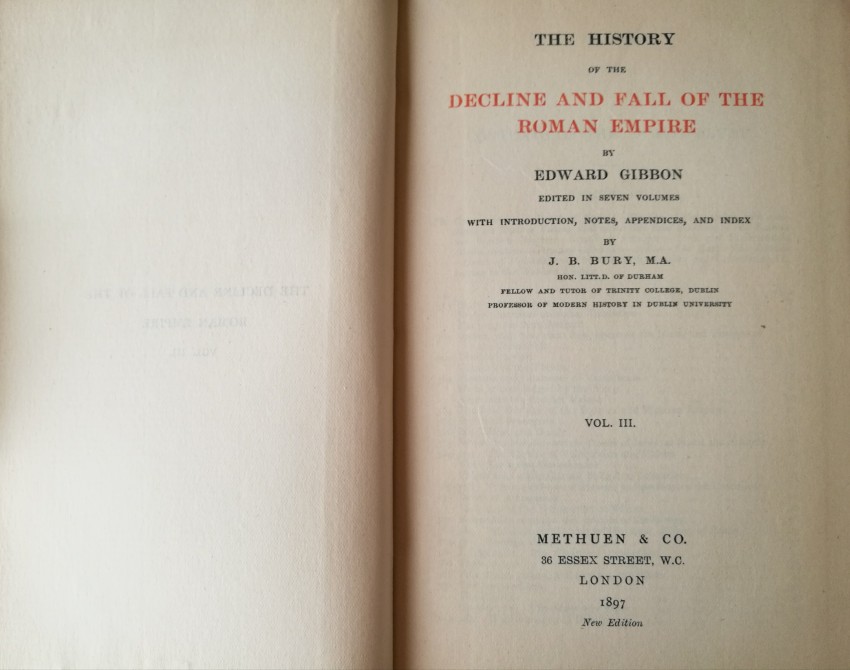 THE HISTORY
OF THE
DECLINE AND FALL OF THE
ROMAN EMPIRE
BY
EDWARD GIBBON
EDITED IN SEVEN VOLUMES
WITH INTRODUCTION, NOTES, APPENDICES, AND INDEX
BY
J. B. BURY, M.A.
HON. LITT.D. OF DURHAM
FELLOW AND TUTOR OF TRINITY COLLEGE, DUBLIN
PROFESSOR OF MODERN HISTORY IN DUBLIN UNIVERSITY
VOL. III.
METHUEN & CO.
36 ESSEX STREET, W.C.
LONDON
1897
New Edition